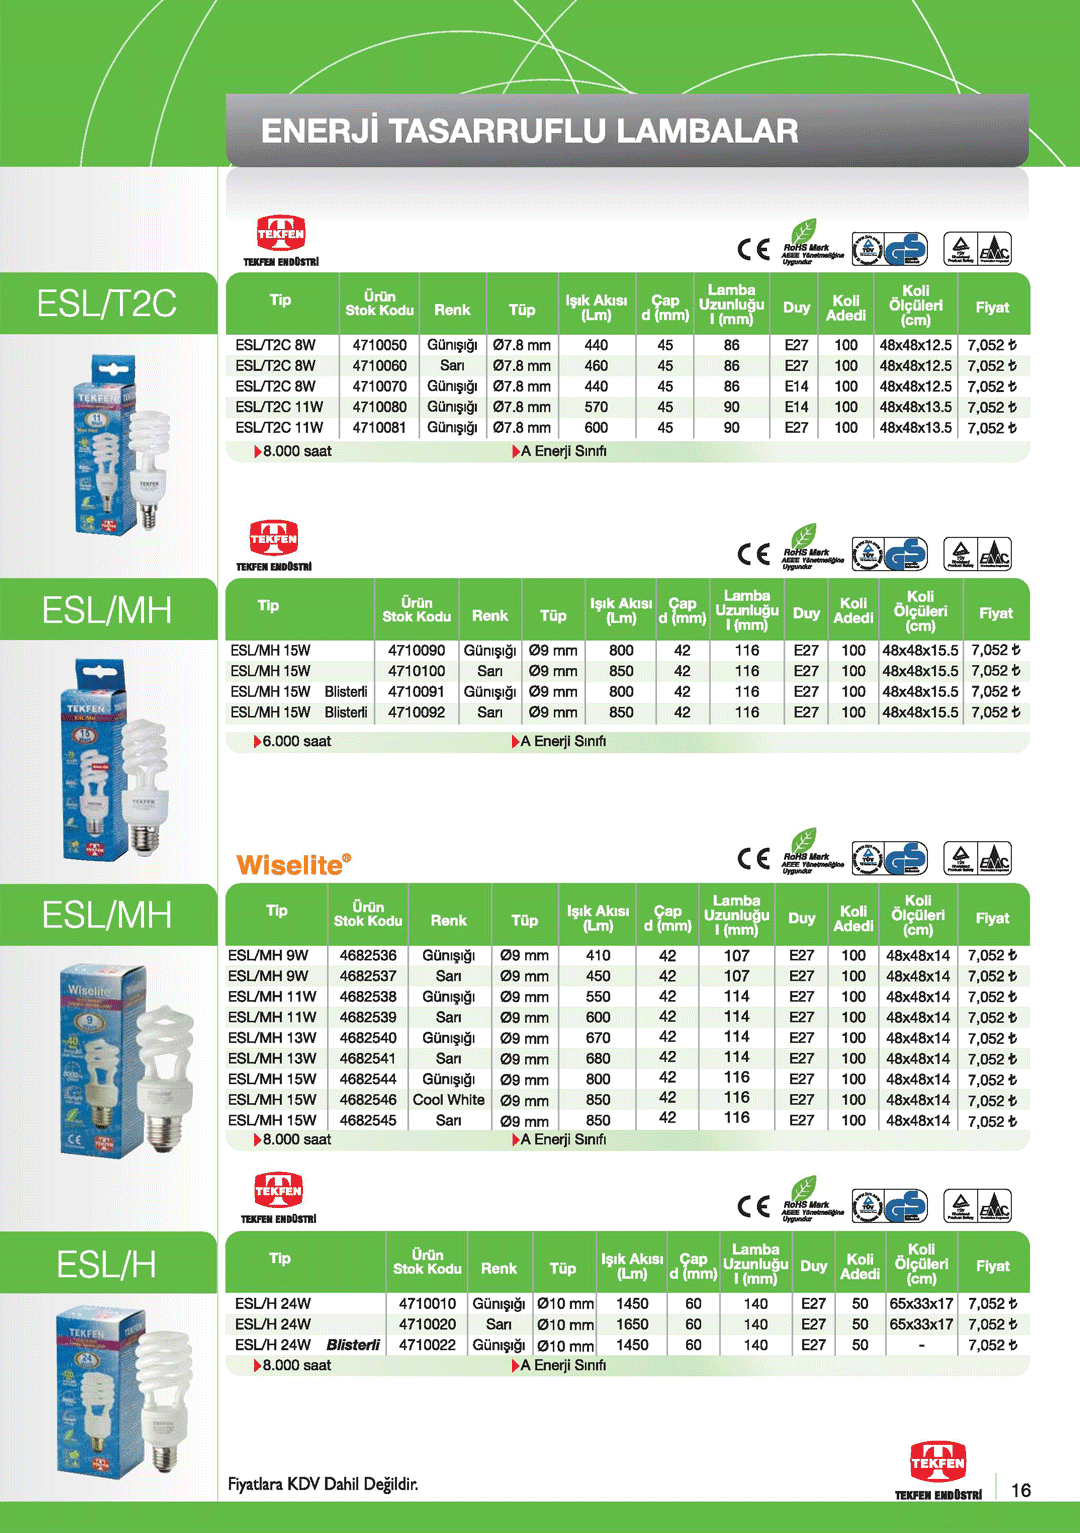 ENERJİ TASARRUFLU LAMBALAR
TEKFEN
TEKFEN ENDÜSTRİ
RoHS Mark
AEEE Yönetmeliğine
Uygundur
ESL/T2C
Tip | Ürün Stok Kodu | Renk | Tüp | Işık Akısı (Lm) | Çap d (mm) | Lamba Uzunluğu l (mm) | Duy | Koli Adedi | Koli Ölçüleri (cm) | Fiyat
ESL/T2C 8W 4710050 Günışığı Ø7.8 mm 440 45 86 E27 100 48x48x12.5 7,052 ₺
ESL/T2C 8W 4710060 Sarı Ø7.8 mm 460 45 86 E27 100 48x48x12.5 7,052 ₺
ESL/T2C 8W 4710070 Günışığı Ø7.8 mm 440 45 86 E14 100 48x48x12.5 7,052 ₺
ESL/T2C 11W 4710080 Günışığı Ø7.8 mm 570 45 90 E14 100 48x48x13.5 7,052 ₺
ESL/T2C 11W 4710081 Günışığı Ø7.8 mm 600 45 90 E27 100 48x48x13.5 7,052 ₺
8.000 saat A Enerji Sınıfı
TEKFEN
TEKFEN ENDÜSTRİ
RoHS Mark
AEEE Yönetmeliğine
Uygundur
ESL/MH
Tip | Ürün Stok Kodu | Renk | Tüp | Işık Akısı (Lm) | Çap d (mm) | Lamba Uzunluğu l (mm) | Duy | Koli Adedi | Koli Ölçüleri (cm) | Fiyat
ESL/MH 15W 4710090 Günışığı Ø9 mm 800 42 116 E27 100 48x48x15.5 7,052 ₺
ESL/MH 15W 4710100 Sarı Ø9 mm 850 42 116 E27 100 48x48x15.5 7,052 ₺
ESL/MH 15W Blisterli 4710091 Günışığı Ø9 mm 800 42 116 E27 100 48x48x15.5 7,052 ₺
ESL/MH 15W Blisterli 4710092 Sarı Ø9 mm 850 42 116 E27 100 48x48x15.5 7,052 ₺
6.000 saat A Enerji Sınıfı
Wiselite®
RoHS Mark
AEEE Yönetmeliğine
Uygundur
ESL/MH
Tip | Ürün Stok Kodu | Renk | Tüp | Işık Akısı (Lm) | Çap d (mm) | Lamba Uzunluğu l (mm) | Duy | Koli Adedi | Koli Ölçüleri (cm) | Fiyat
ESL/MH 9W 4682536 Günışığı Ø9 mm 410 42 107 E27 100 48x48x14 7,052 ₺
ESL/MH 9W 4682537 Sarı Ø9 mm 450 42 107 E27 100 48x48x14 7,052 ₺
ESL/MH 11W 4682538 Günışığı Ø9 mm 550 42 114 E27 100 48x48x14 7,052 ₺
ESL/MH 11W 4682539 Sarı Ø9 mm 600 42 114 E27 100 48x48x14 7,052 ₺
ESL/MH 13W 4682540 Günışığı Ø9 mm 670 42 114 E27 100 48x48x14 7,052 ₺
ESL/MH 13W 4682541 Sarı Ø9 mm 680 42 114 E27 100 48x48x14 7,052 ₺
ESL/MH 15W 4682544 Günışığı Ø9 mm 800 42 116 E27 100 48x48x14 7,052 ₺
ESL/MH 15W 4682546 Cool White Ø9 mm 850 42 116 E27 100 48x48x14 7,052 ₺
ESL/MH 15W 4682545 Sarı Ø9 mm 850 42 116 E27 100 48x48x14 7,052 ₺
8.000 saat A Enerji Sınıfı
TEKFEN
TEKFEN ENDÜSTRİ
RoHS Mark
AEEE Yönetmeliğine
Uygundur
ESL/H
Tip | Ürün Stok Kodu | Renk | Tüp | Işık Akısı (Lm) | Çap d (mm) | Lamba Uzunluğu l (mm) | Duy | Koli Adedi | Koli Ölçüleri (cm) | Fiyat
ESL/H 24W 4710010 Günışığı Ø10 mm 1450 60 140 E27 50 65x33x17 7,052 ₺
ESL/H 24W 4710020 Sarı Ø10 mm 1650 60 140 E27 50 65x33x17 7,052 ₺
ESL/H 24W Blisterli 4710022 Günışığı Ø10 mm 1450 60 140 E27 50 - 7,052 ₺
8.000 saat A Enerji Sınıfı
Fiyatlara KDV Dahil Değildir.
TEKFEN
TEKFEN ENDÜSTRİ
16